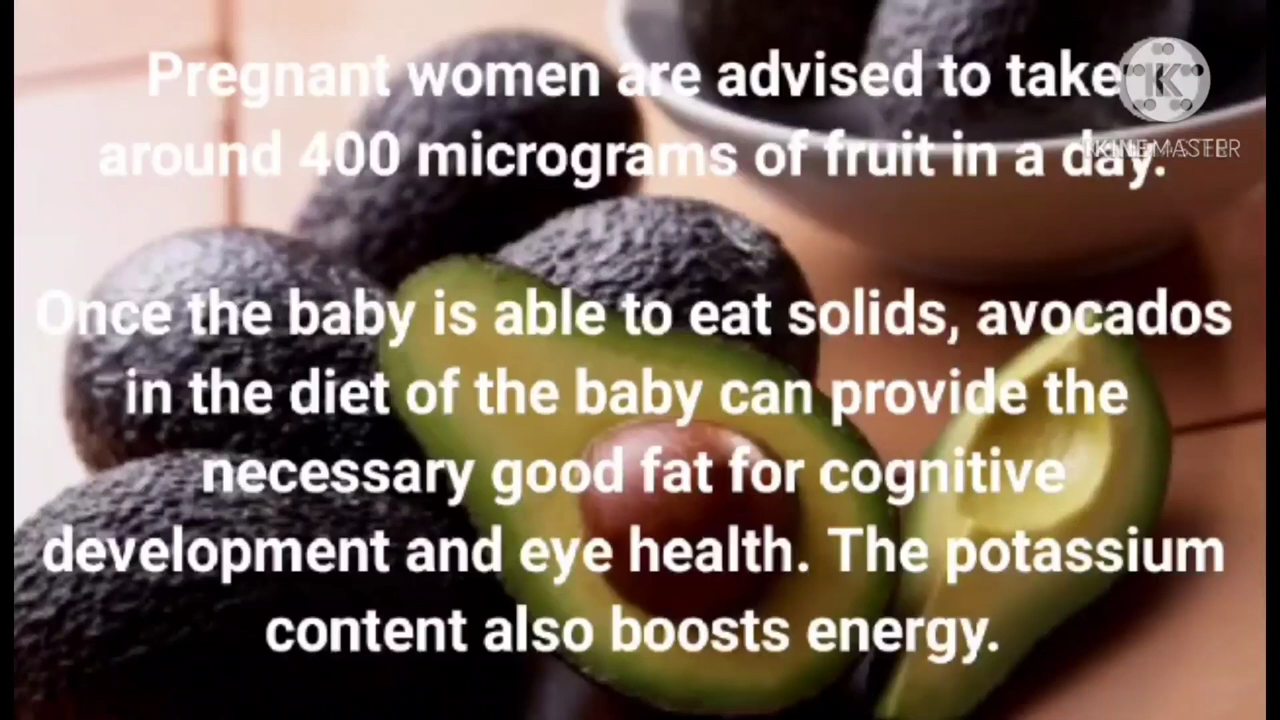 Pregnant women are advised to take
around 400 micrograms of fruit in a day.
Once the baby is able to eat solids, avocados
in the diet of the baby can provide the
necessary good fat for cognitive
development and eye health. The potassium
content also boosts energy.
K
KINEMASTER